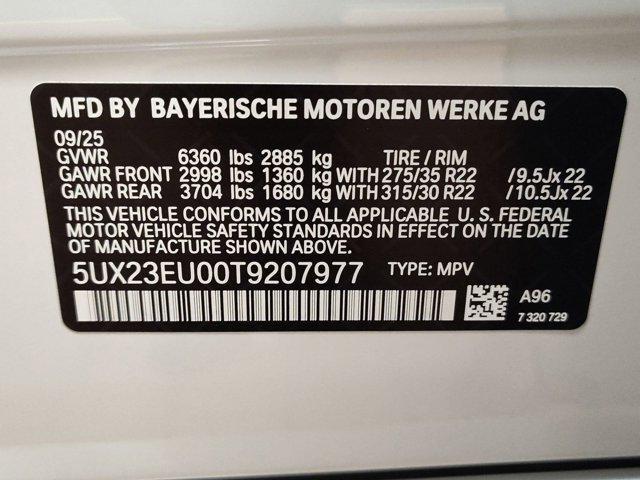 MFD BY BAYERISCHE MOTOREN WERKE AG
09/25
GVWR 6360 lbs 2885 kg TIRE / RIM
GAWR FRONT 2998 lbs 1360 kg WITH 275/35 R22 /9.5Jx 22
GAWR REAR 3704 lbs 1680 kg WITH 315/30 R22 /10.5Jx 22
THIS VEHICLE CONFORMS TO ALL APPLICABLE U. S. FEDERAL
MOTOR VEHICLE SAFETY STANDARDS IN EFFECT ON THE DATE
OF MANUFACTURE SHOWN ABOVE.
5UX23EU00T9207977 TYPE: MPV
A96
7 320 729